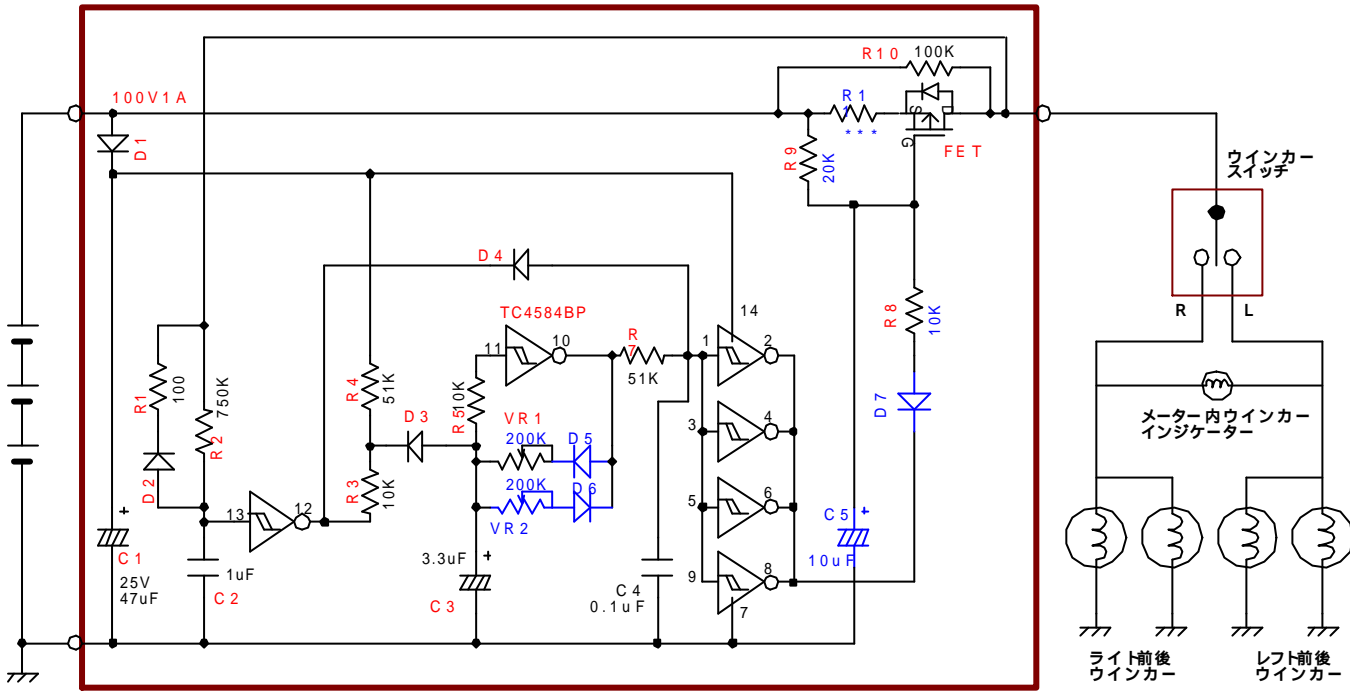 R10
100K
100V1A
R1
1
***
S
D
G
FET
D1
R9
20K
ウインカー
スイッチ
R
L
D4
TC4584BP
14
R8
10K
11
10
R
7
51K
1
2
R1
100
750K
R2
R4
51K
D3
R5
10K
VR1
200K
D5
3
4
D7
メーター内ウインカー
インジケーター
D2
R3
10K
200K
D6
VR2
5
6
13
12
C5
+
10uF
+
C1
25V
47uF
1uF
C2
3.3uF
+
C3
C4
0.1uF
9
8
7
ライト前後
ウインカー
レフト前後
ウインカー